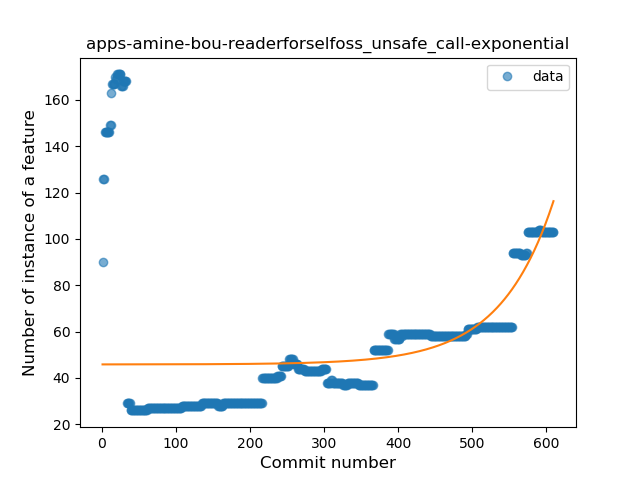 apps-amine-bou-readerforselfoss_unsafe_call-exponential
data
Number of instance of a feature
160
140
120
100
80
60
40
20
0 100 200 300 400 500 600
Commit number